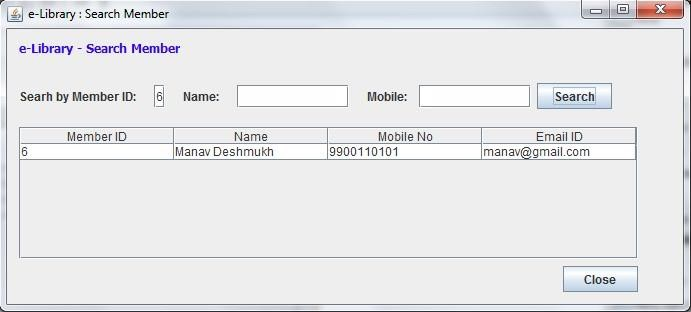 e-Library : Search Member
e-Library - Search Member
Searh by Member ID: 6 Name: Mobile: Search
Member ID Name Mobile No Email ID
6 Manav Deshmukh 9900110101 manav@gmail.com
Close